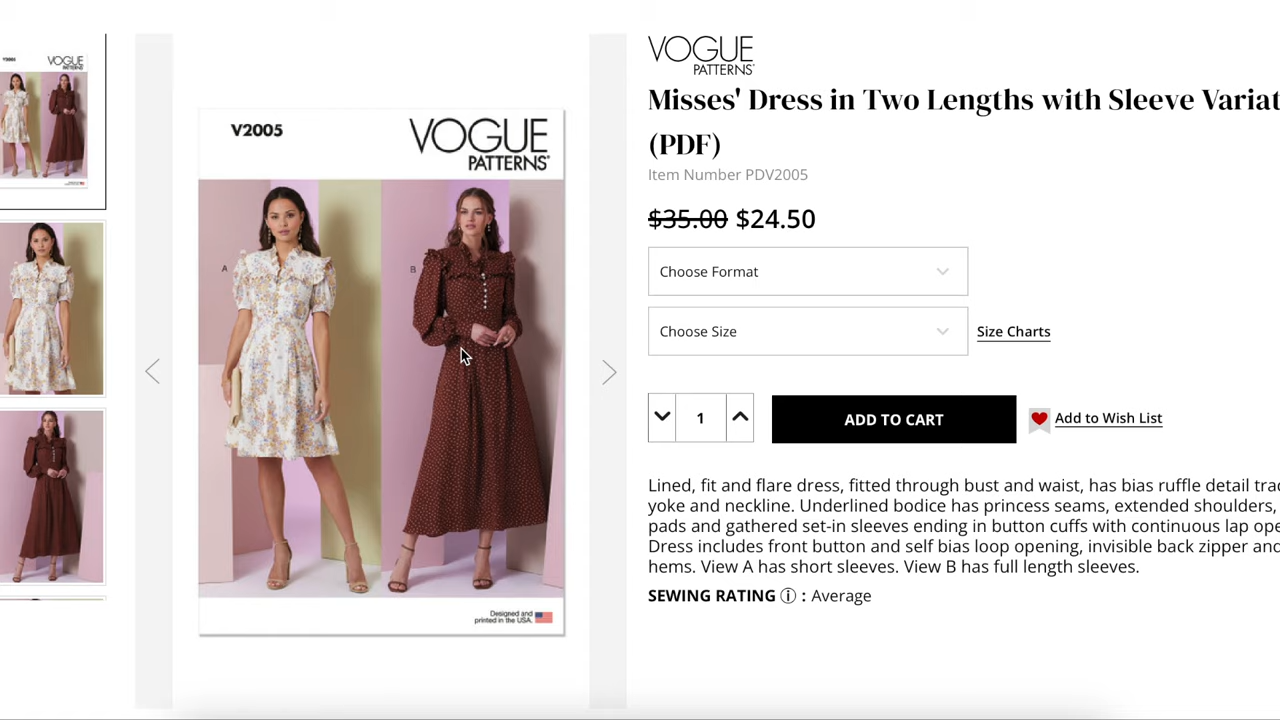 V2005
VOGUE
PATTERNS
A
B
Designed and
printed in the USA.
VOGUE
PATTERNS
VOGUE
PATTERNS
Misses' Dress in Two Lengths with Sleeve Variat
(PDF)
Item Number PDV2005
$35.00 $24.50
Choose Format
Choose Size
Size Charts
1
ADD TO CART
Add to Wish List
Lined, fit and flare dress, fitted through bust and waist, has bias ruffle detail trac
yoke and neckline. Underlined bodice has princess seams, extended shoulders,
pads and gathered set-in sleeves ending in button cuffs with continuous lap ope
Dress includes front button and self bias loop opening, invisible back zipper and
hems. View A has short sleeves. View B has full length sleeves.
SEWING RATING ⓘ : Average